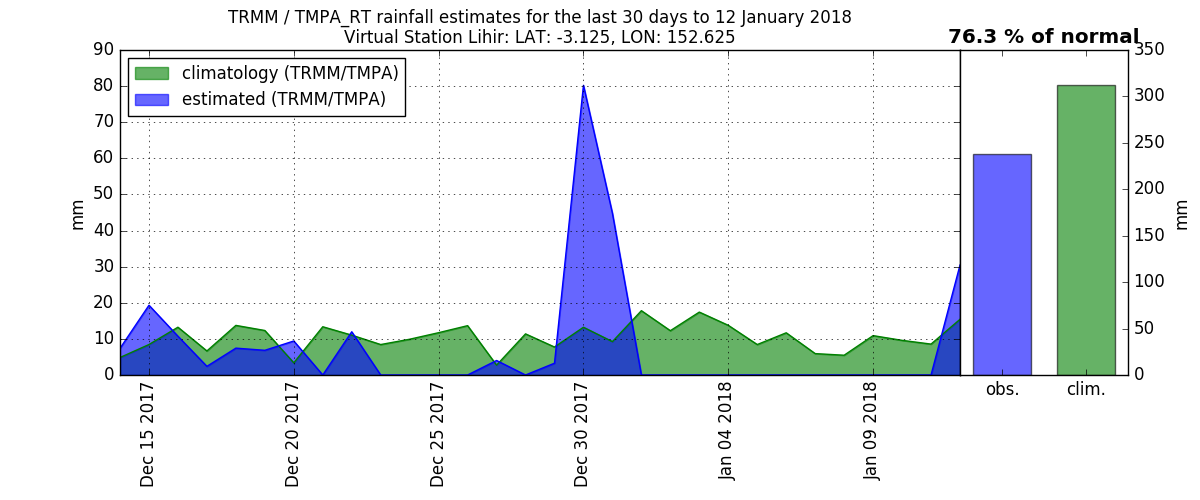 TRMM / TMPA_RT rainfall estimates for the last 30 days to 12 January 2018
Virtual Station Lihir: LAT: -3.125, LON: 152.625
76.3 % of normal
climatology (TRMM/TMPA)
estimated (TRMM/TMPA)
mm
90
80
70
60
50
40
30
20
10
0
Dec 15 2017
Dec 20 2017
Dec 25 2017
Dec 30 2017
Jan 04 2018
Jan 09 2018
obs.
clim.
350
300
250
200
150
100
50
0
mm